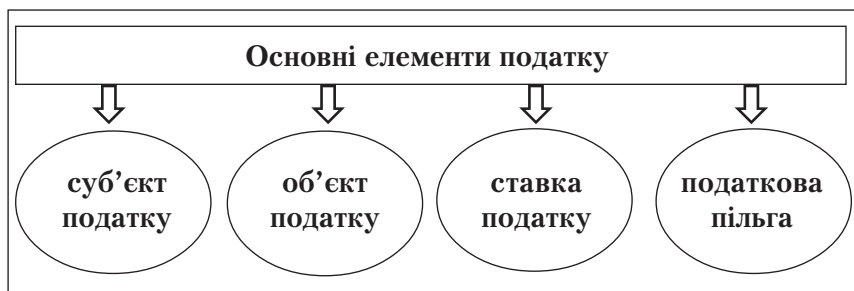 Основні елементи податку
суб’єкт
податку
об’єкт
податку
ставка
податку
податкова
пільга